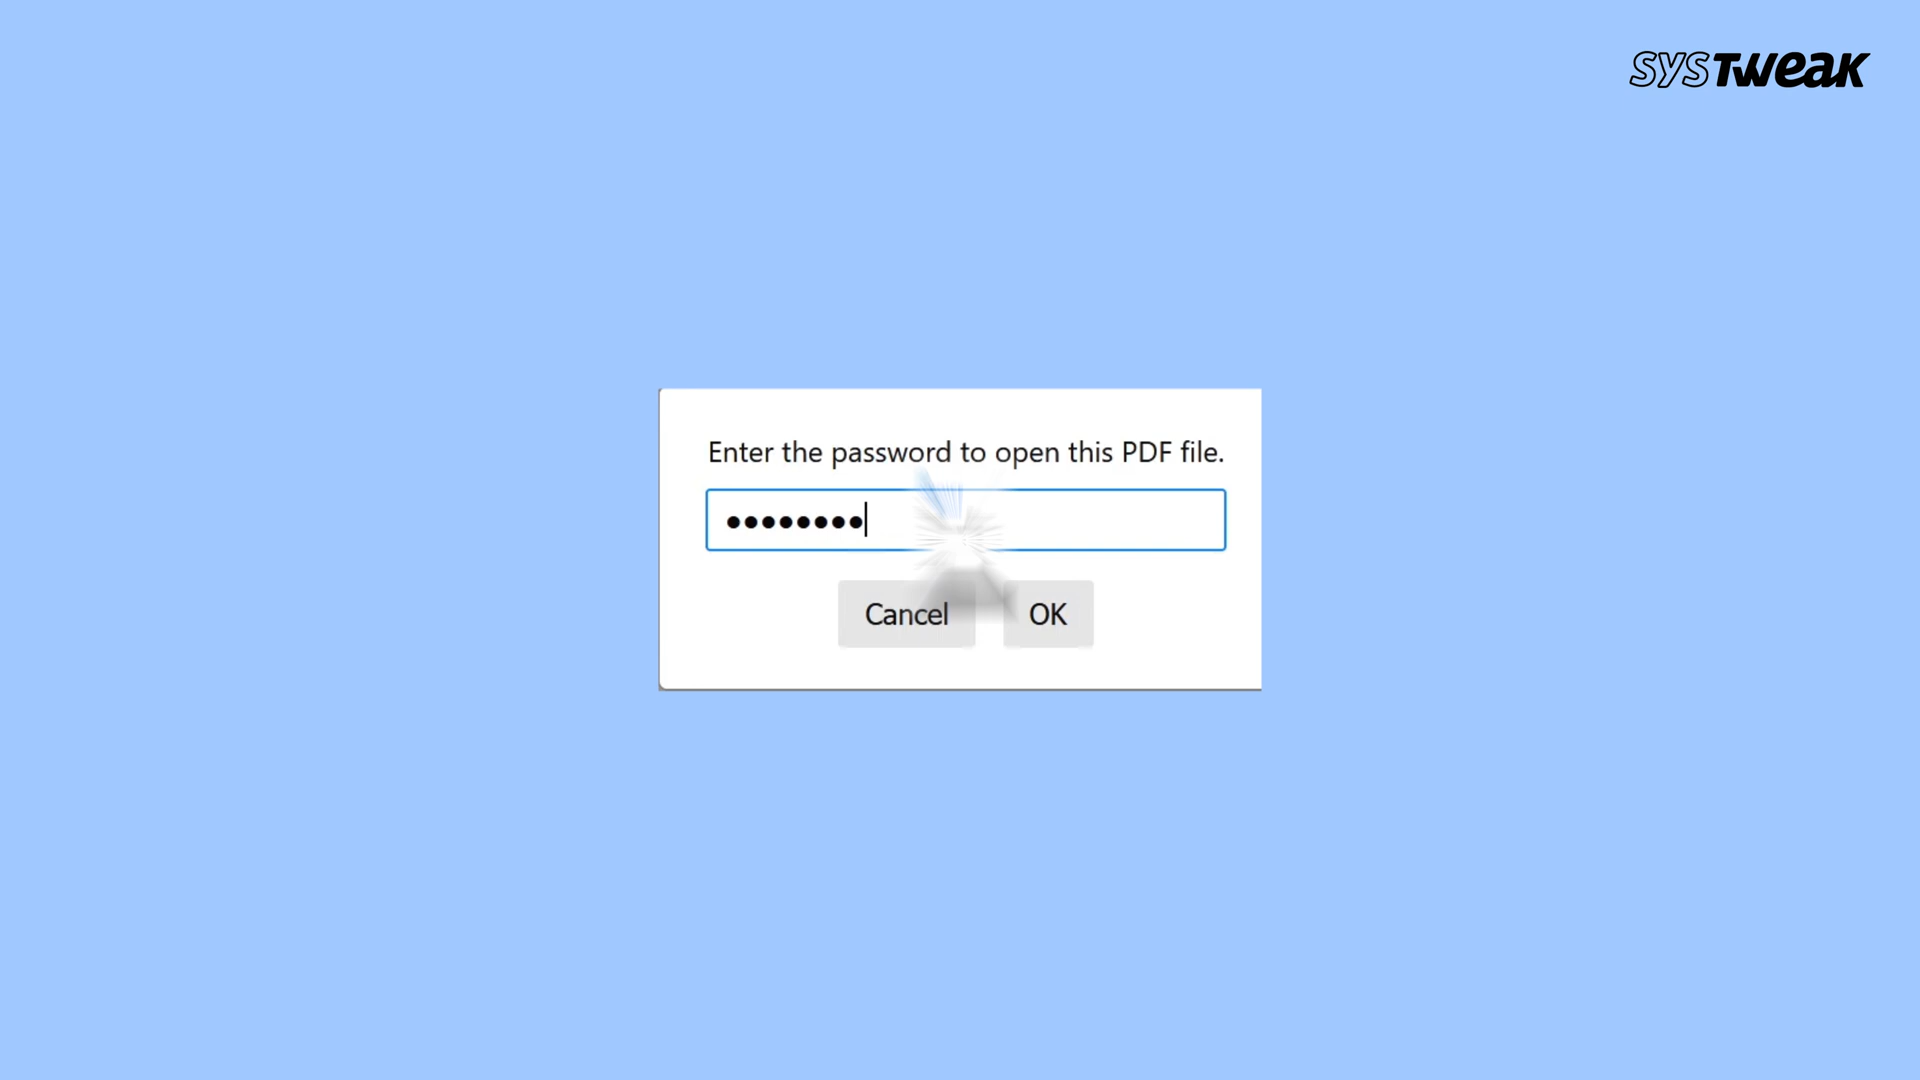 SYSTWEAK
Enter the password to open this PDF file.
••••••••
Cancel OK